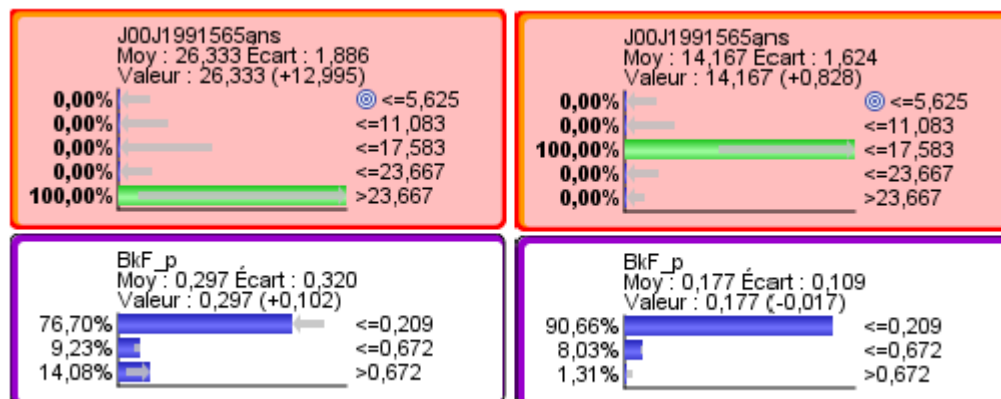 J00J1991565ans
Moy : 26,333 Écart : 1,886
Valeur : 26,333 (+12,995)
0,00% <=5,625
0,00% <=11,083
0,00% <=17,583
0,00% <=23,667
100,00% >23,667
J00J1991565ans
Moy : 14,167 Écart : 1,624
Valeur : 14,167 (+0,828)
0,00% <=5,625
0,00% <=11,083
100,00% <=17,583
0,00% <=23,667
0,00% >23,667
BkF_p
Moy : 0,297 Écart : 0,320
Valeur : 0,297 (+0,102)
76,70% <=0,209
9,23% <=0,672
14,08% >0,672
BkF_p
Moy : 0,177 Écart : 0,109
Valeur : 0,177 (-0,017)
90,66% <=0,209
8,03% <=0,672
1,31% >0,672